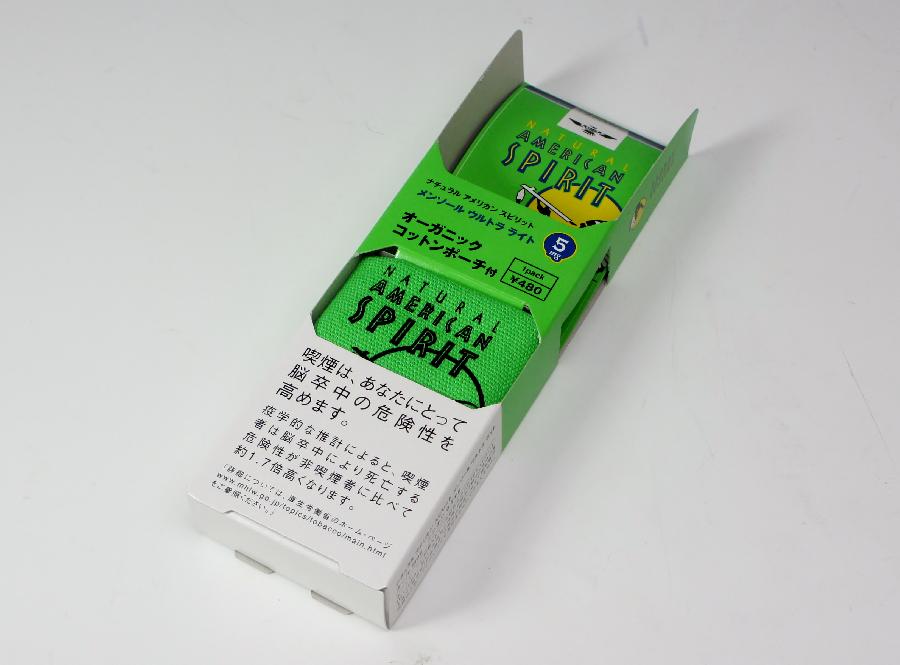 NATURAL
AMERICAN
SPIRIT
ナチュラル アメリカン スピリット
メンソール ウルトラ ライト
5
mg
オーガニック
コットンポーチ付
1pack
¥480
NATURAL
AMERICAN
SPIRIT
喫煙は、あなたにとって
脳卒中の危険性を
高めます。
疫学的な推計によると、喫煙
者は脳卒中により死亡する
危険性が非喫煙者に比べて
約1.7倍高くなります。
(詳細については、厚生労働省のホーム・ページ
www.mhlw.go.jp/topics/tobacco/main.html
をご参照ください。)